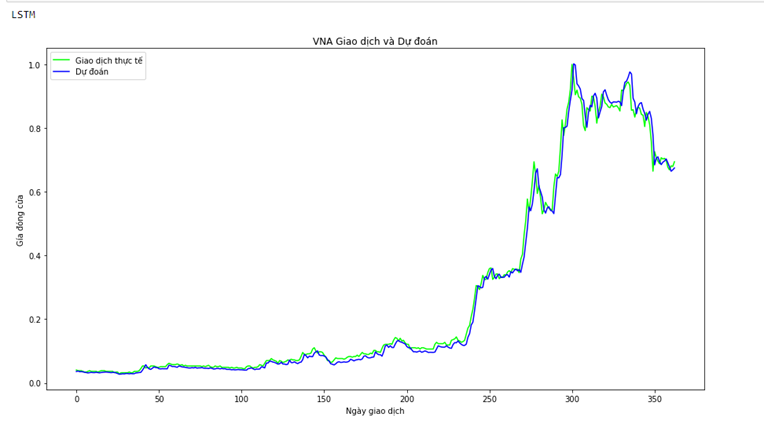 LSTM
VNA Giao dịch và Dự đoán
Giao dịch thực tế
Dự đoán
Gía đóng cửa
1.0
0.8
0.6
0.4
0.2
0.0
0
50
100
150
200
250
300
350
Ngày giao dịch